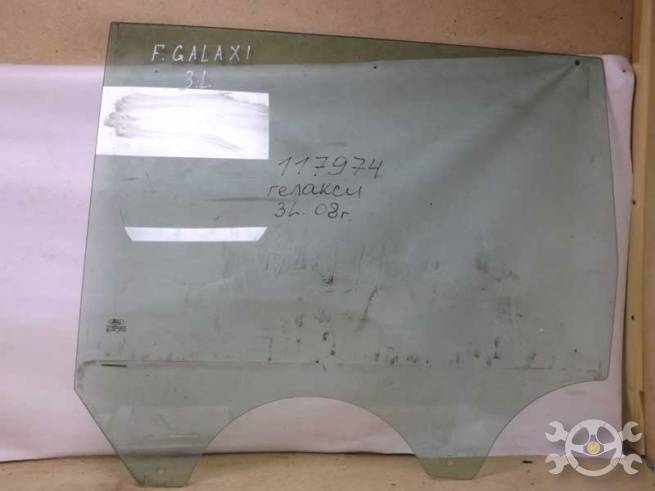 F. GALAXI
3.L
117974
гелакси
3L. 08г.